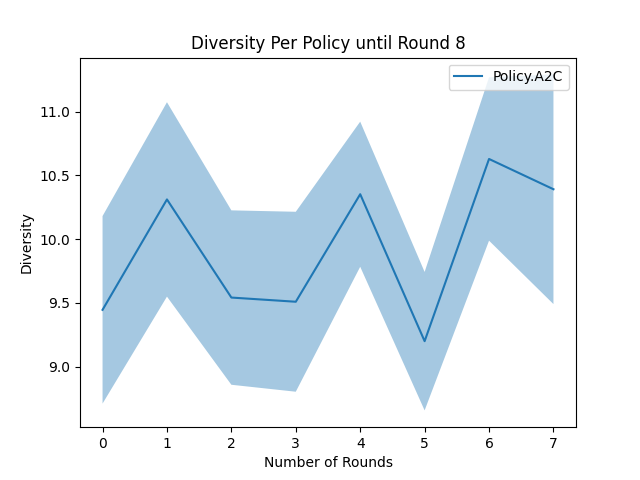 Diversity Per Policy until Round 8
Policy.A2C
11.0
10.5
10.0
9.5
9.0
Diversity
0 1 2 3 4 5 6 7
Number of Rounds